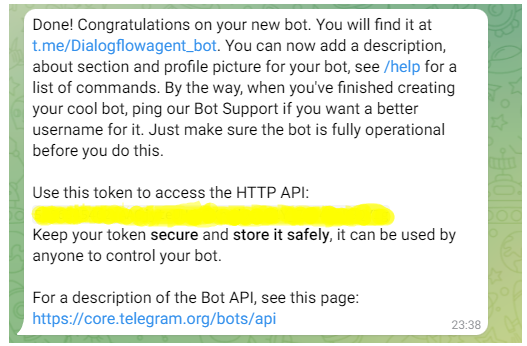 Done! Congratulations on your new bot. You will find it at
t.me/Dialogflowagent_bot. You can now add a description,
about section and profile picture for your bot, see /help for a
list of commands. By the way, when you've finished creating
your cool bot, ping our Bot Support if you want a better
username for it. Just make sure the bot is fully operational
before you do this.
Use this token to access the HTTP API:
Keep your token secure and store it safely, it can be used by
anyone to control your bot.
For a description of the Bot API, see this page:
https://core.telegram.org/bots/api
23:38